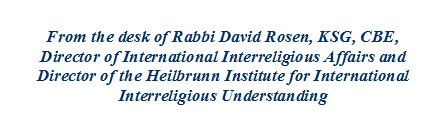 From the desk of Rabbi David Rosen, KSG, CBE,
Director of International Interreligious Affairs and
Director of the Heilbrunn Institute for International
Interreligious Understanding